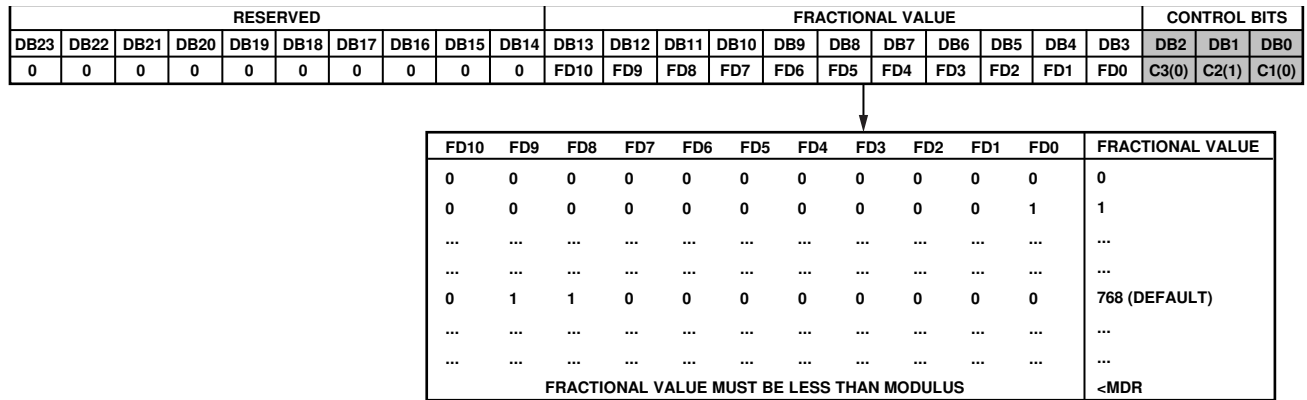 RESERVED FRACTIONAL VALUE CONTROL BITS
DB23 DB22 DB21 DB20 DB19 DB18 DB17 DB16 DB15 DB14 DB13 DB12 DB11 DB10 DB9 DB8 DB7 DB6 DB5 DB4 DB3 DB2 DB1 DB0
0 0 0 0 0 0 0 0 0 0 FD10 FD9 FD8 FD7 FD6 FD5 FD4 FD3 FD2 FD1 FD0 C3(0) C2(1) C1(0)
FD10 FD9 FD8 FD7 FD6 FD5 FD4 FD3 FD2 FD1 FD0 FRACTIONAL VALUE
0 0 0 0 0 0 0 0 0 0 0 0
0 0 0 0 0 0 0 0 0 0 1 1
... ... ... ... ... ... ... ... ... ... ... ...
... ... ... ... ... ... ... ... ... ... ... ...
0 1 1 0 0 0 0 0 0 0 0 768 (DEFAULT)
... ... ... ... ... ... ... ... ... ... ... ...
... ... ... ... ... ... ... ... ... ... ... ...
FRACTIONAL VALUE MUST BE LESS THAN MODULUS <MDR